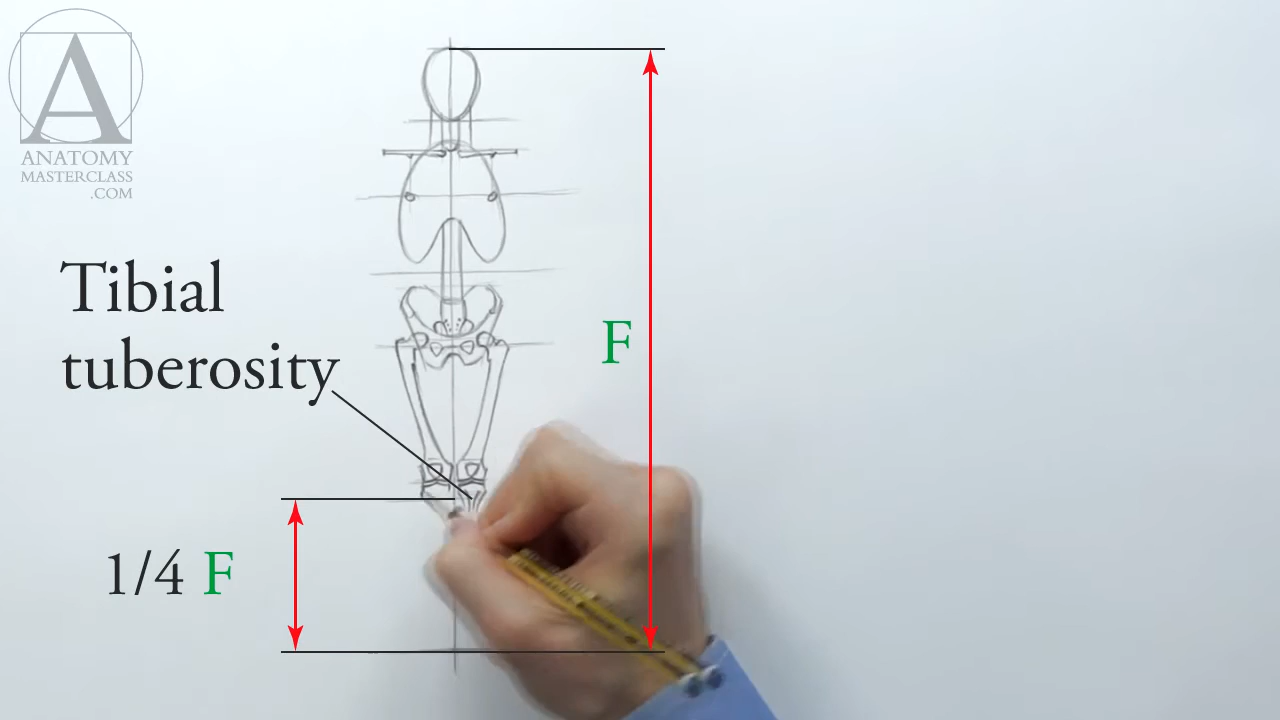 A
ANATOMY
MASTERCLASS
.COM
Tibial
tuberosity
F
1/4 F